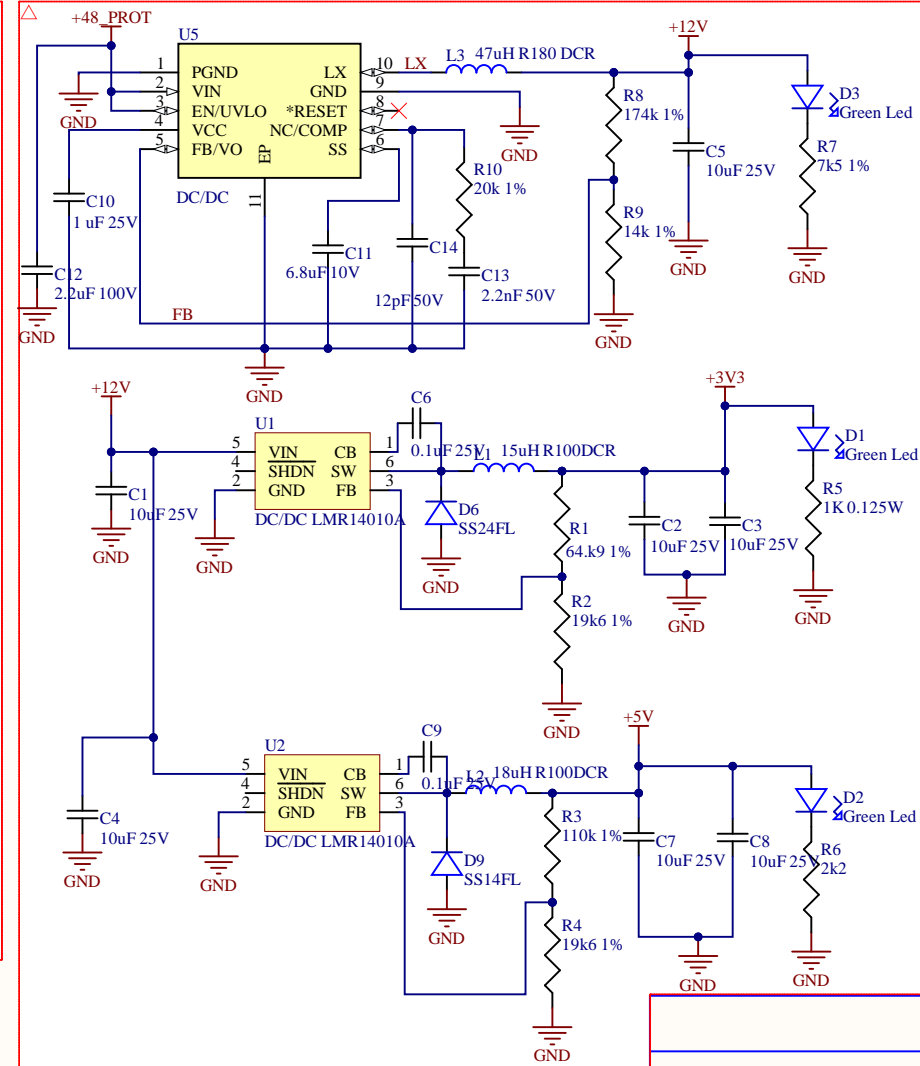 +48_PROT
U5
1 PGND
2 VIN
3 EN/UVLO
4 VCC
5 FB/VO
LX 10
GND 9
*RESET 8
NC/COMP 7
SS 6
EP
11
DC/DC
LX
L3 47uH R180 DCR
+12V
GND
GND
R8
174k 1%
R9
14k 1%
GND
C5
10uF 25V
GND
D3
Green Led
R7
7k5 1%
GND
R10
20k 1%
C10
1 uF 25V
C11
6.8uF 10V
C14
12pF 50V
C13
2.2nF 50V
C12
2.2uF 100V
GND
FB
GND
+12V
C1
10uF 25V
GND
U1
5 VIN
4 SHDN
2 GND
CB 1
SW 6
FB 3
DC/DC LMR14010A
GND
C6
0.1uF 25V
L1 15uH R100DCR
D6
SS24FL
GND
R1
64.k9 1%
R2
19k6 1%
GND
+3V3
C2
10uF 25V
C3
10uF 25V
GND
D1
Green Led
R5
1K 0.125W
GND
C4
10uF 25V
GND
U2
5 VIN
4 SHDN
2 GND
CB 1
SW 6
FB 3
DC/DC LMR14010A
GND
C9
0.1uF 25V
L2 18uH R100DCR
D9
SS14FL
GND
R3
110k 1%
R4
19k6 1%
GND
+5V
C7
10uF 25V
C8
10uF 25V
GND
D2
Green Led
R6
2k2
GND